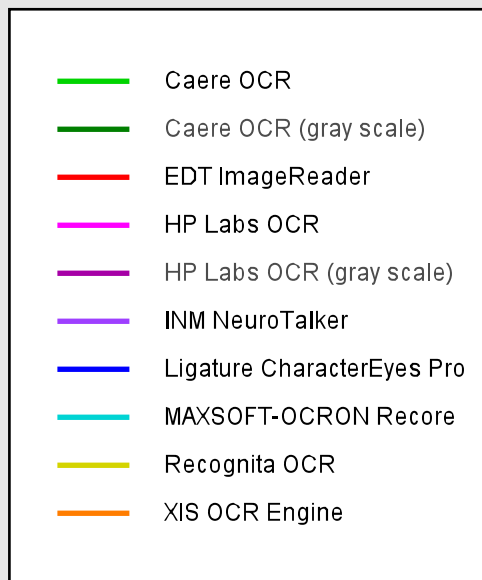 Caere OCR
Caere OCR (gray scale)
EDT ImageReader
HP Labs OCR
HP Labs OCR (gray scale)
INM NeuroTalker
Ligature CharacterEyes Pro
MAXSOFT-OCRON Recore
Recognita OCR
XIS OCR Engine